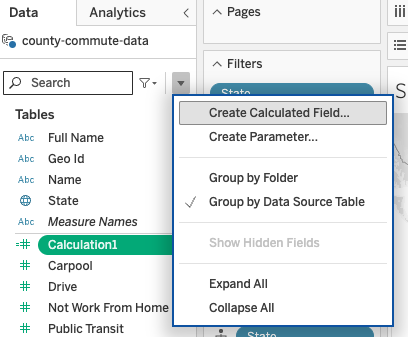 Data
Analytics
Pages
county-commute-data
Filters
Search
State
Tables
Create Calculated Field...
Create Parameter...
Group by Folder
Group by Data Source Table
Show Hidden Fields
Expand All
Collapse All
Abc Full Name
Abc Geo Id
Abc Name
State
Abc Measure Names
=# Calculation1
# Carpool
# Drive
# Not Work From Home
# Public Transit
State
S